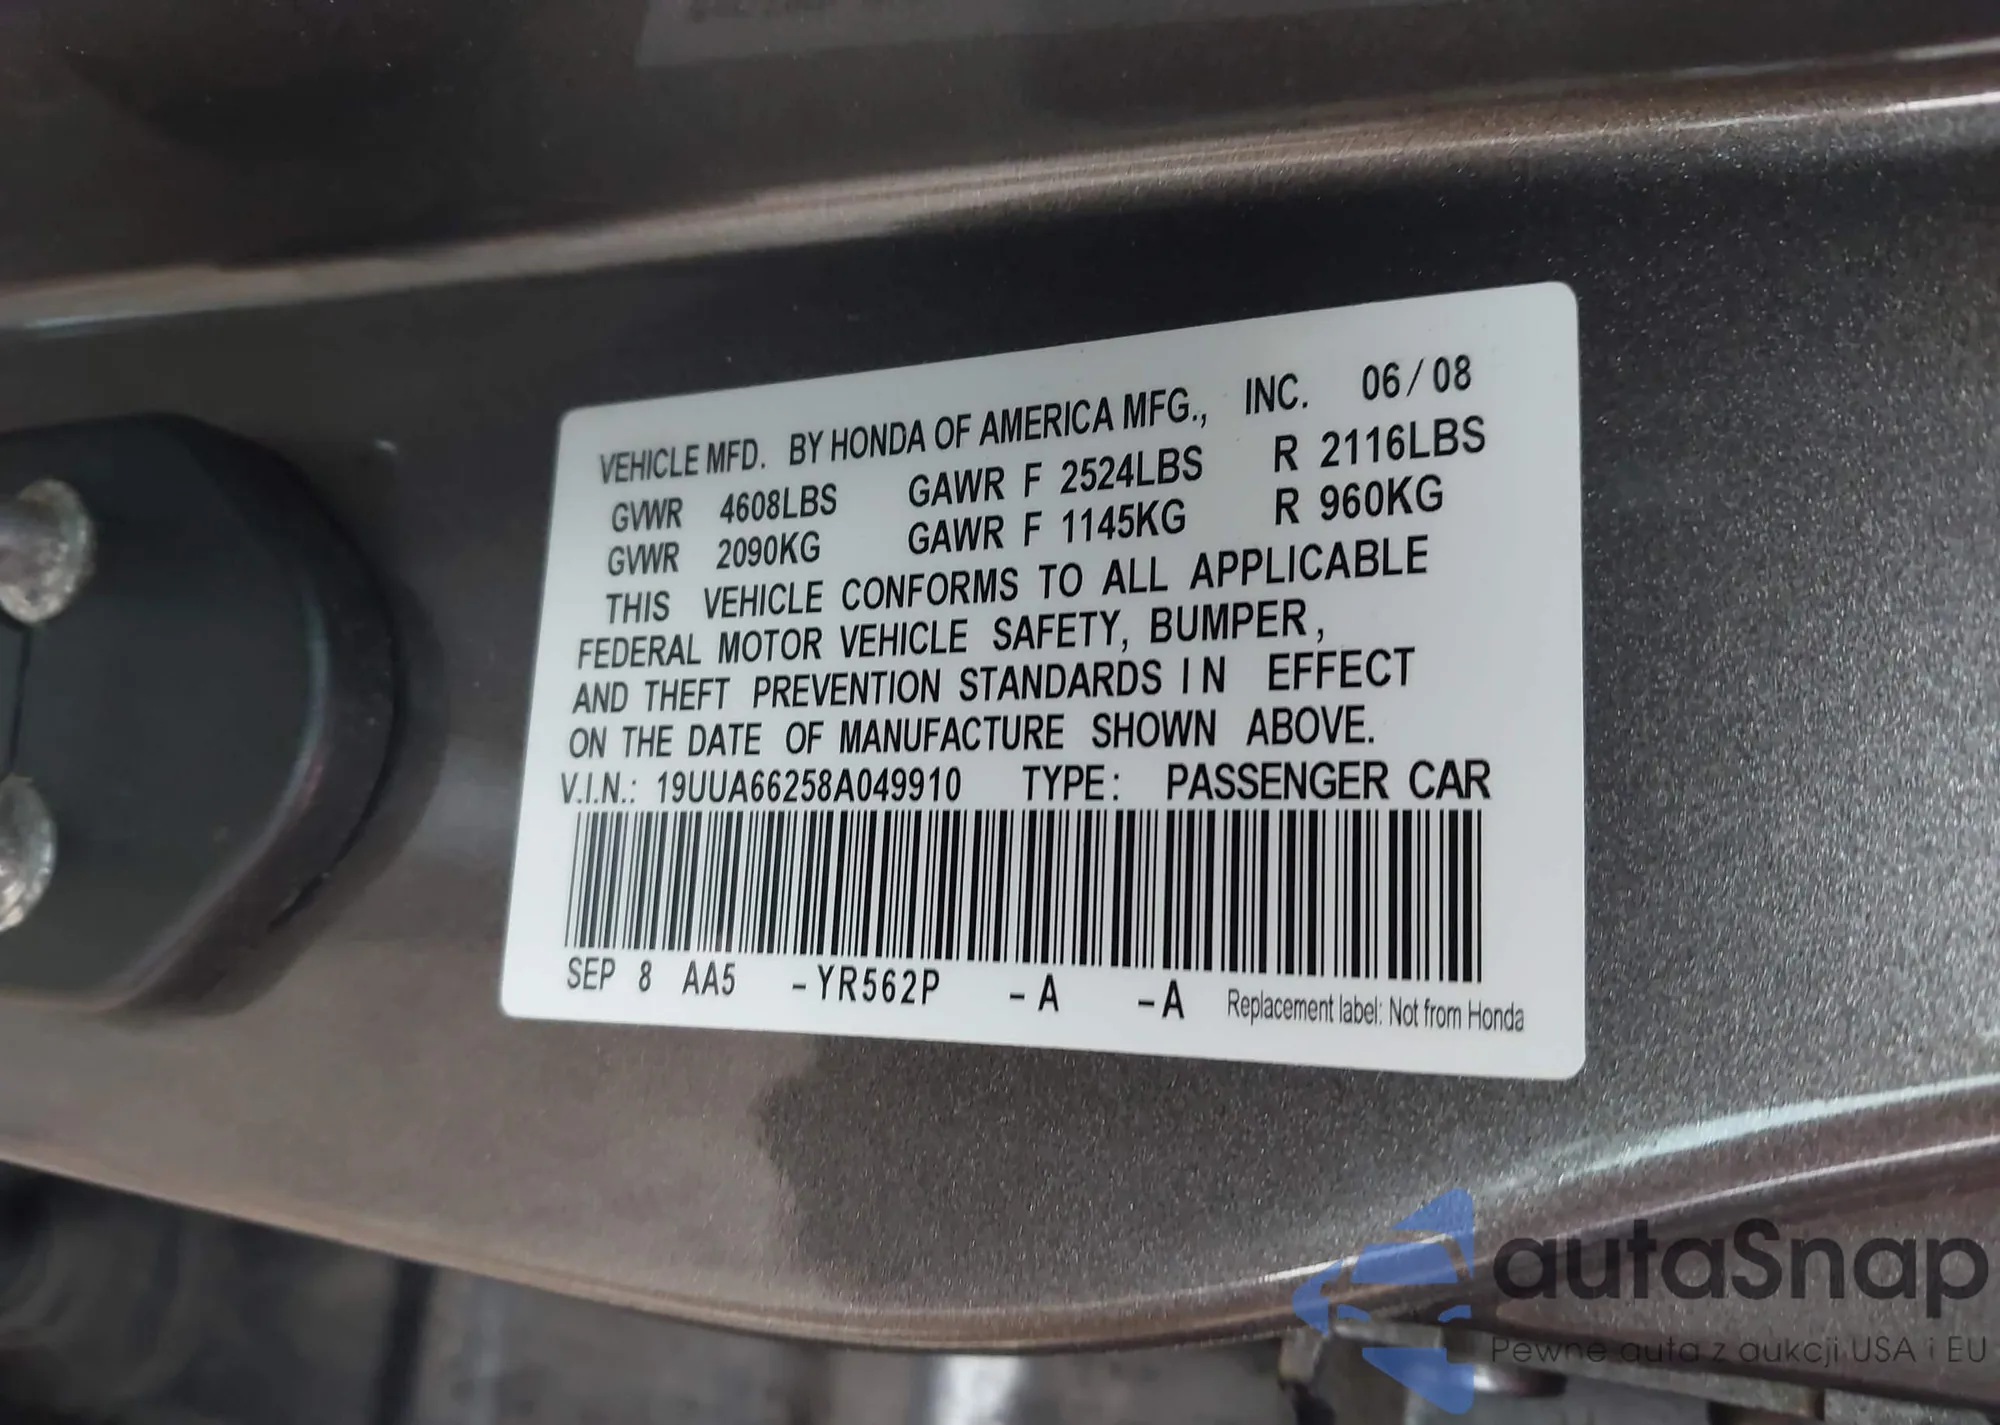 VEHICLE MFD. BY HONDA OF AMERICA MFG., INC. 06/08
GVWR 4608LBS GAWR F 2524LBS R 2116LBS
GVWR 2090KG GAWR F 1145KG R 960KG
THIS VEHICLE CONFORMS TO ALL APPLICABLE
FEDERAL MOTOR VEHICLE SAFETY, BUMPER,
AND THEFT PREVENTION STANDARDS IN EFFECT
ON THE DATE OF MANUFACTURE SHOWN ABOVE.
V.I.N.: 19UUA66258A049910 TYPE: PASSENGER CAR
SEP 8 AA5 -YR562P -A -A Replacement label: Not from Honda
autaSnap
Pewne auta z aukcji USA i EU